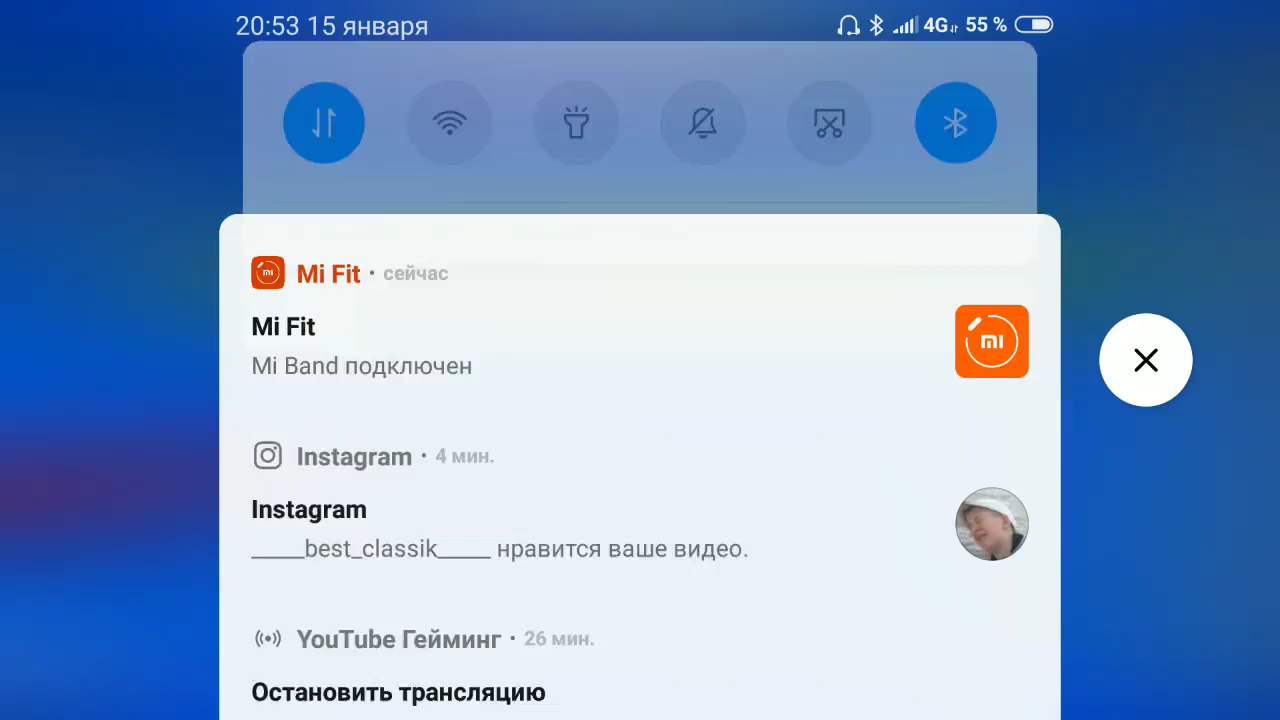 20:53 15 января 4G 55 %
Mi Fit • сейчас
Mi Fit
Mi Band подключен
Instagram • 4 мин.
Instagram
_____best_classik_____ нравится ваше видео.
YouTube Гейминг • 26 мин.
Остановить трансляцию